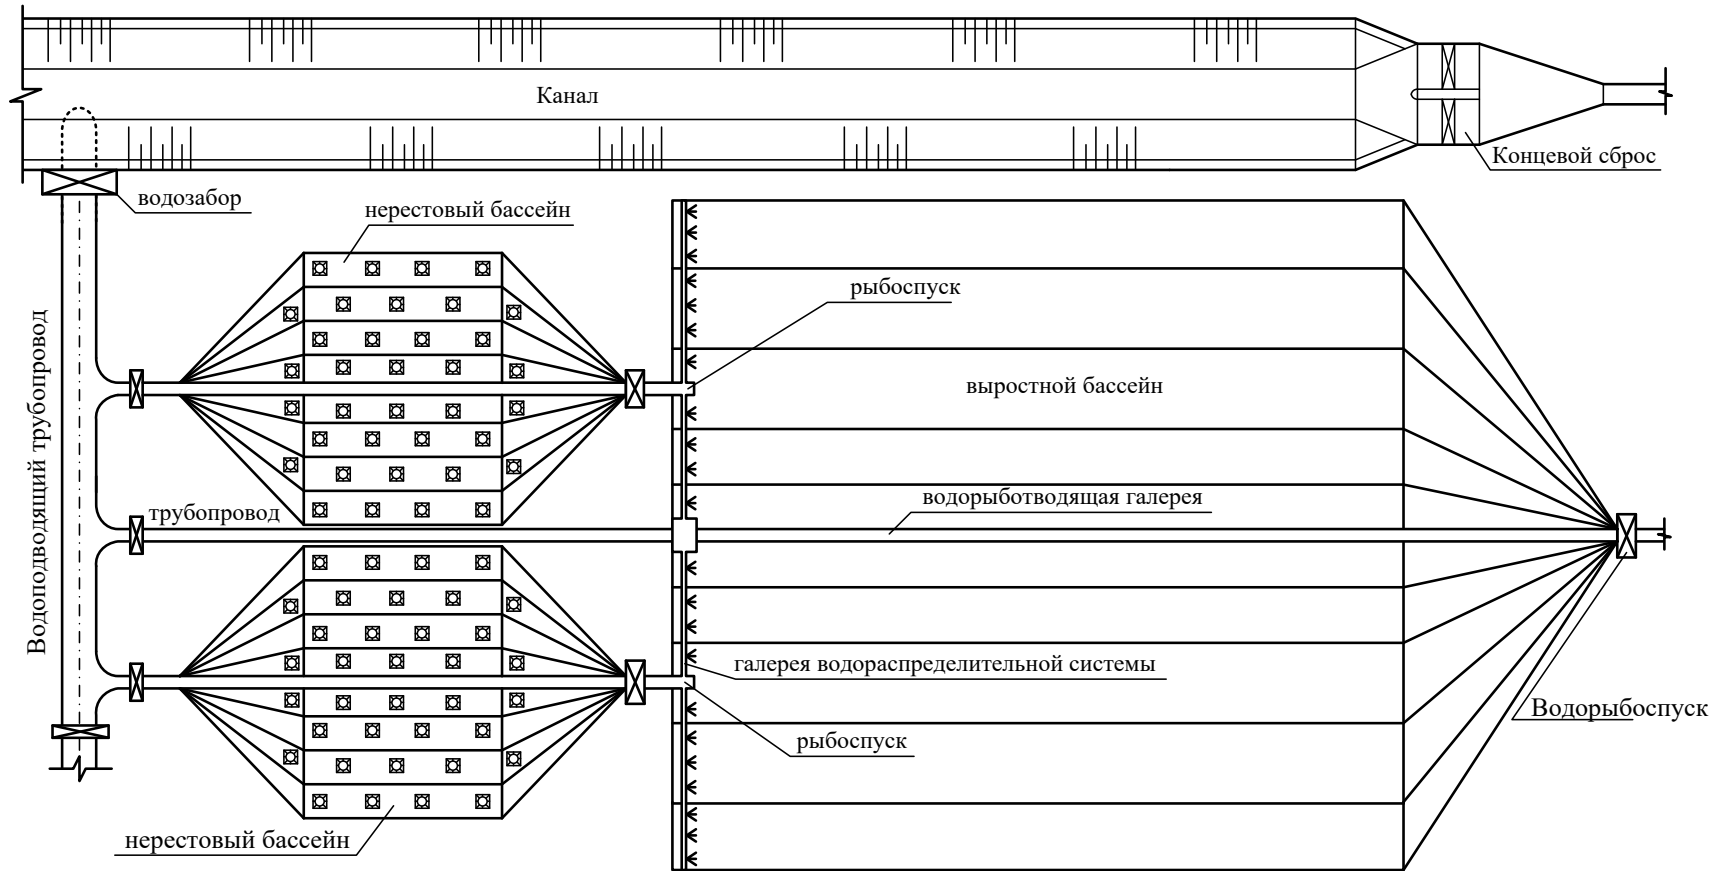 Канал
Концевой сброс
водозабор
нерестовый бассейн
рыбоспуск
выростной бассейн
Водоподводящий трубопровод
трубопровод
водорыботводящая галерея
галерея водораспределительной системы
Водорыбоспуск
рыбоспуск
нерестовый бассейн